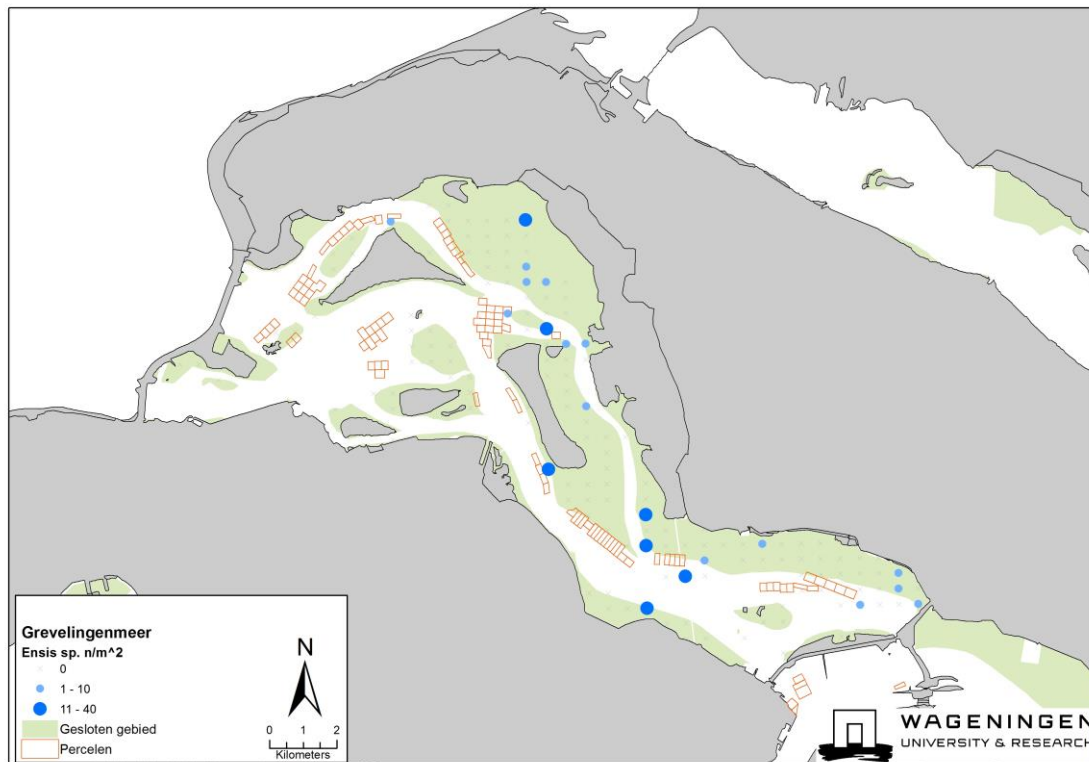 Grevelingenmeer
Ensis sp. n/m^2
0
1 - 10
11 - 40
Gesloten gebied
Percelen
N
0 1 2
Kilometers
WAGENINGEN
UNIVERSITY & RESEARCH